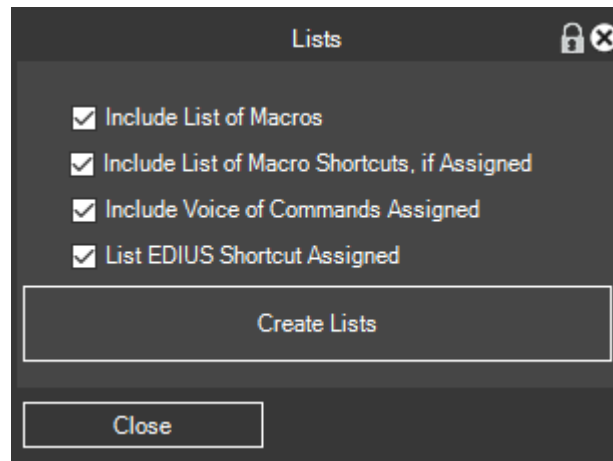 Lists
Include List of Macros
Include List of Macro Shortcuts, if Assigned
Include Voice of Commands Assigned
List EDIUS Shortcut Assigned
Create Lists
Close